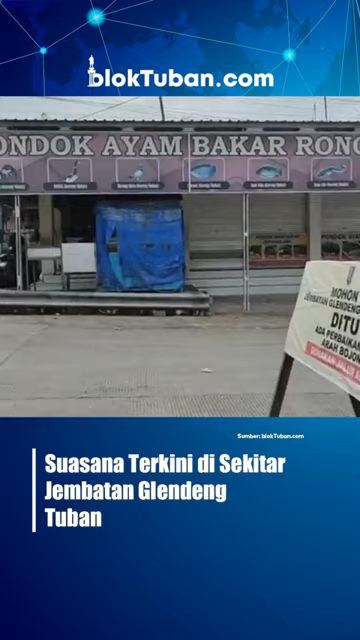 blokTuban.com
ONDOK AYAM BAKAR RONG
MOHON
JEMBATAN GLENDENG
DITU
ADA PERBAIKAN
ARAH BOJON
Sumber: blokTuban.com
Suasana Terkini di Sekitar
Jembatan Glendeng
Tuban